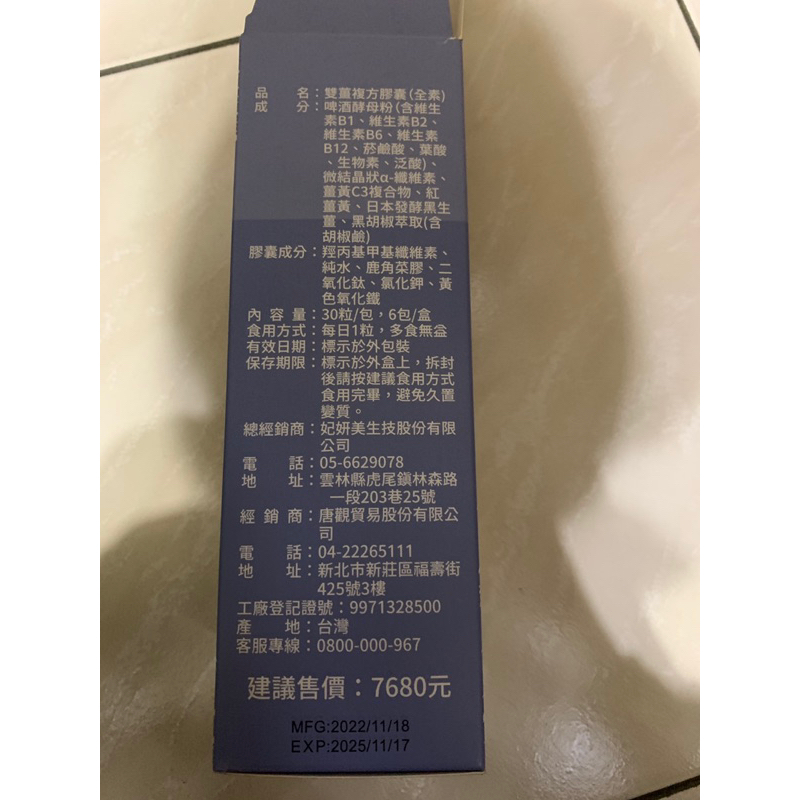 品　　名：雙薑複方膠囊(全素)
成　　分：啤酒酵母粉(含維生
素B1、維生素B2、
維生素B6、維生素
B12、菸鹼酸、葉酸
、生物素、泛酸)、
微結晶狀α-纖維素、
薑黃C3複合物、紅
薑黃、日本發酵黑生
薑、黑胡椒萃取(含
胡椒鹼)
膠囊成分：羥丙基甲基纖維素、
純水、鹿角菜膠、二
氧化鈦、氯化鉀、黃
色氧化鐵
內 容 量：30粒/包，6包/盒
食用方式：每日1粒，多食無益
有效日期：標示於外包裝
保存期限：標示於外盒上，拆封
後請按建議食用方式
食用完畢，避免久置
變質。
總經銷商：妃妍美生技股份有限
公司
電　　話：05-6629078
地　　址：雲林縣虎尾鎮林森路
一段203巷25號
經 銷 商：唐觀貿易股份有限公
司
電　　話：04-22265111
地　　址：新北市新莊區福壽街
425號3樓
工廠登記證號：9971328500
產　　地：台灣
客服專線：0800-000-967
建議售價：7680元
MFG:2022/11/18
EXP:2025/11/17